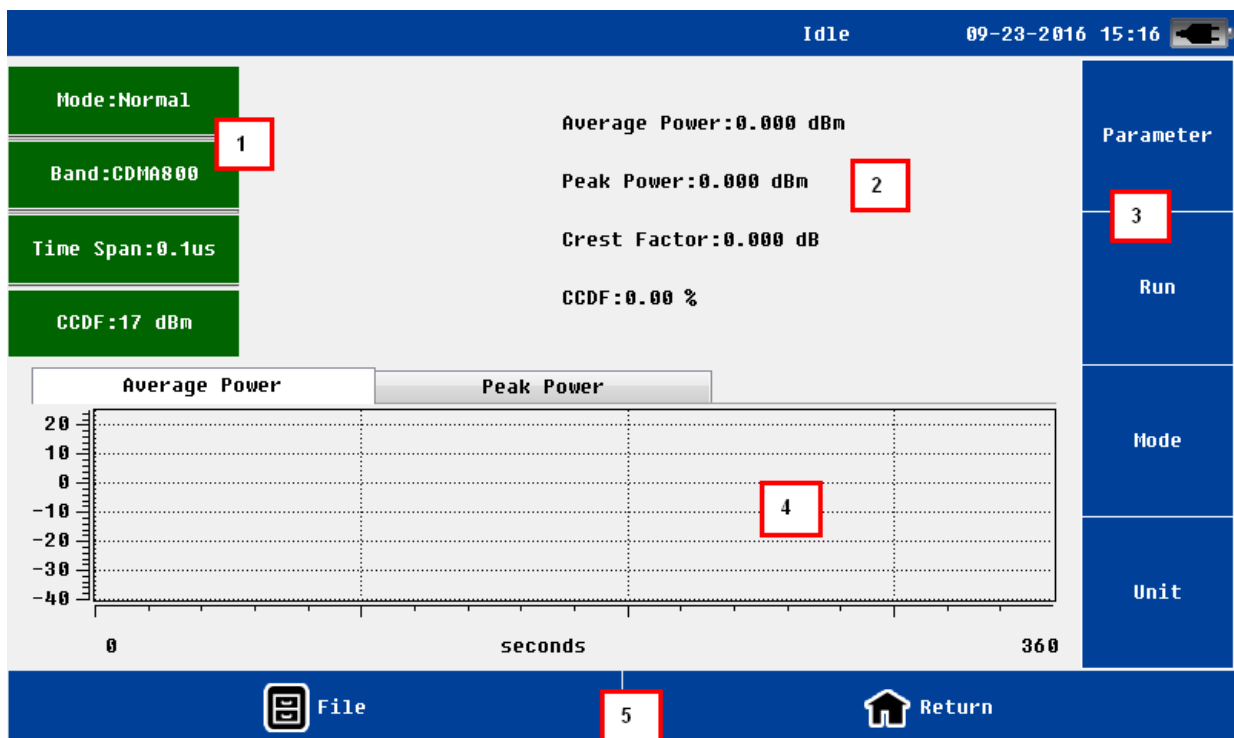 Idle 09-23-2016 15:16
Mode:Normal
1
Band:CDMA800
Time Span:0.1us
CCDF:17 dBm
Average Power:0.000 dBm
Peak Power:0.000 dBm
2
Crest Factor:0.000 dB
CCDF:0.00 %
Parameter
3
Run
Mode
Unit
Average Power Peak Power
20
10
0
-10
-20
-30
-40
4
0 seconds 360
File
5
Return